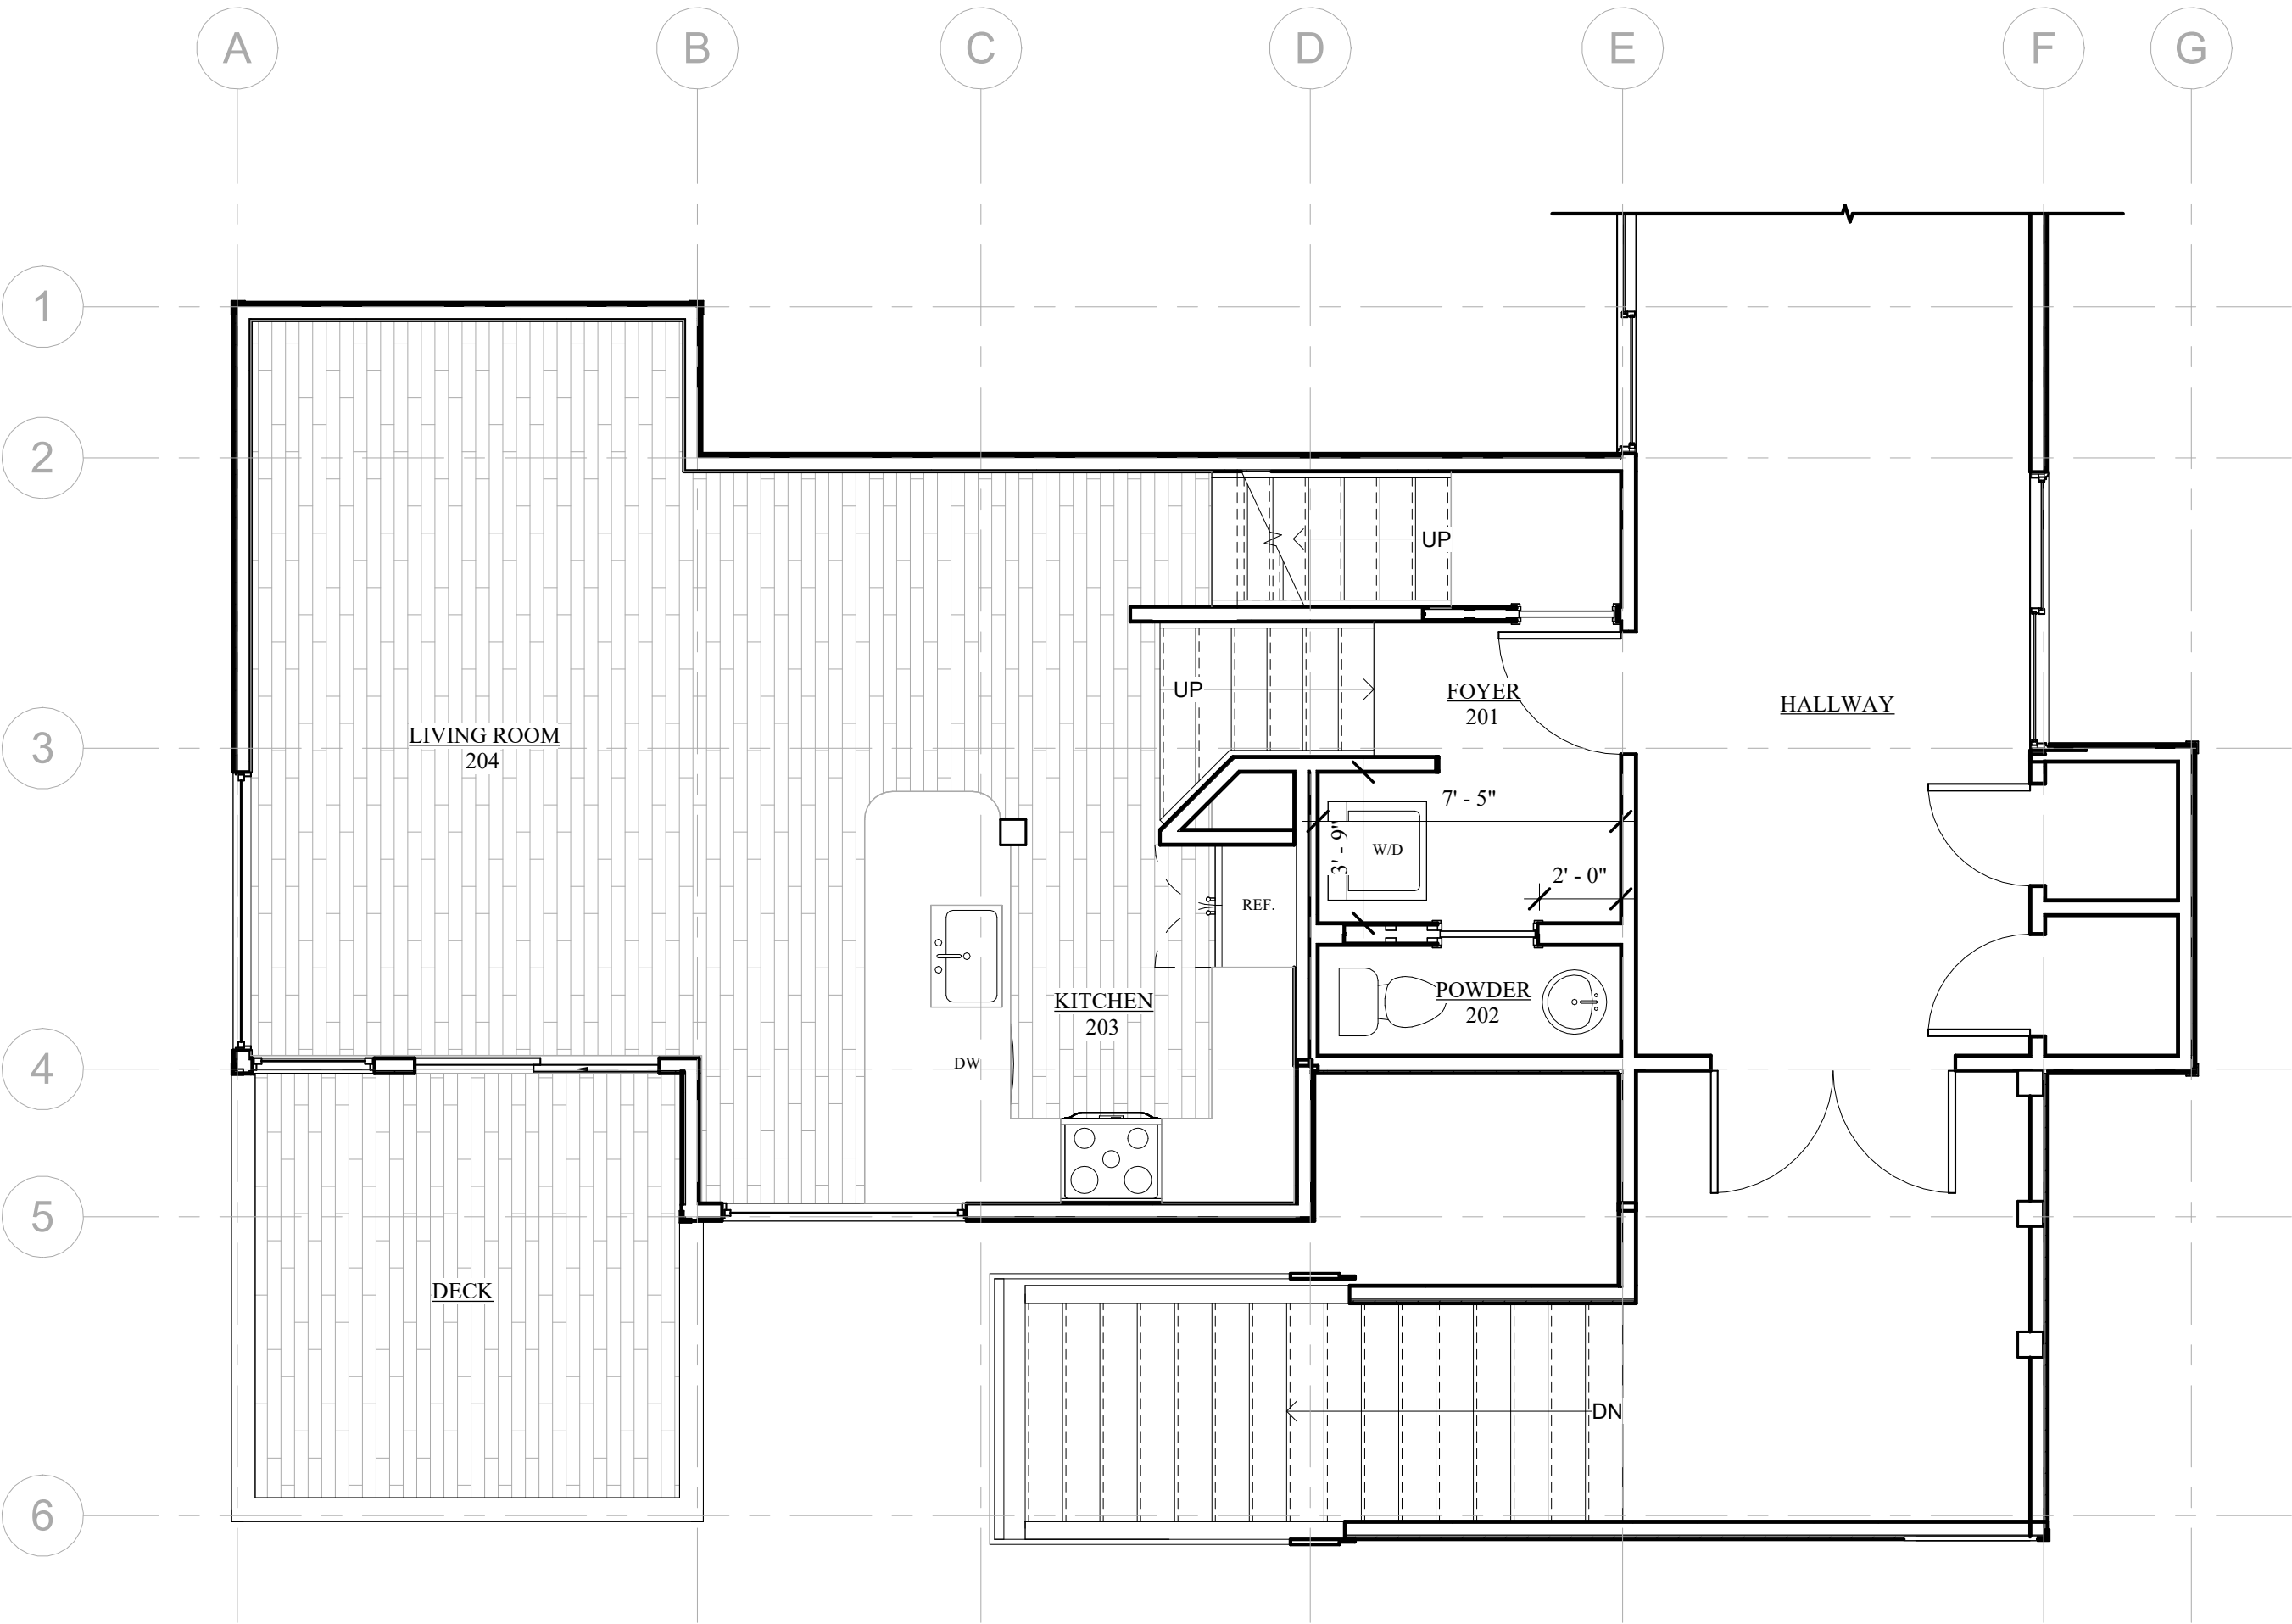 A B C D E F G
1
2
UP
UP
FOYER
201
HALLWAY
LIVING ROOM
204
3
7' - 5"
3' - 9"
W/D
2' - 0"
REF.
KITCHEN
203
POWDER
202
DW
4
5
DECK
DN
6